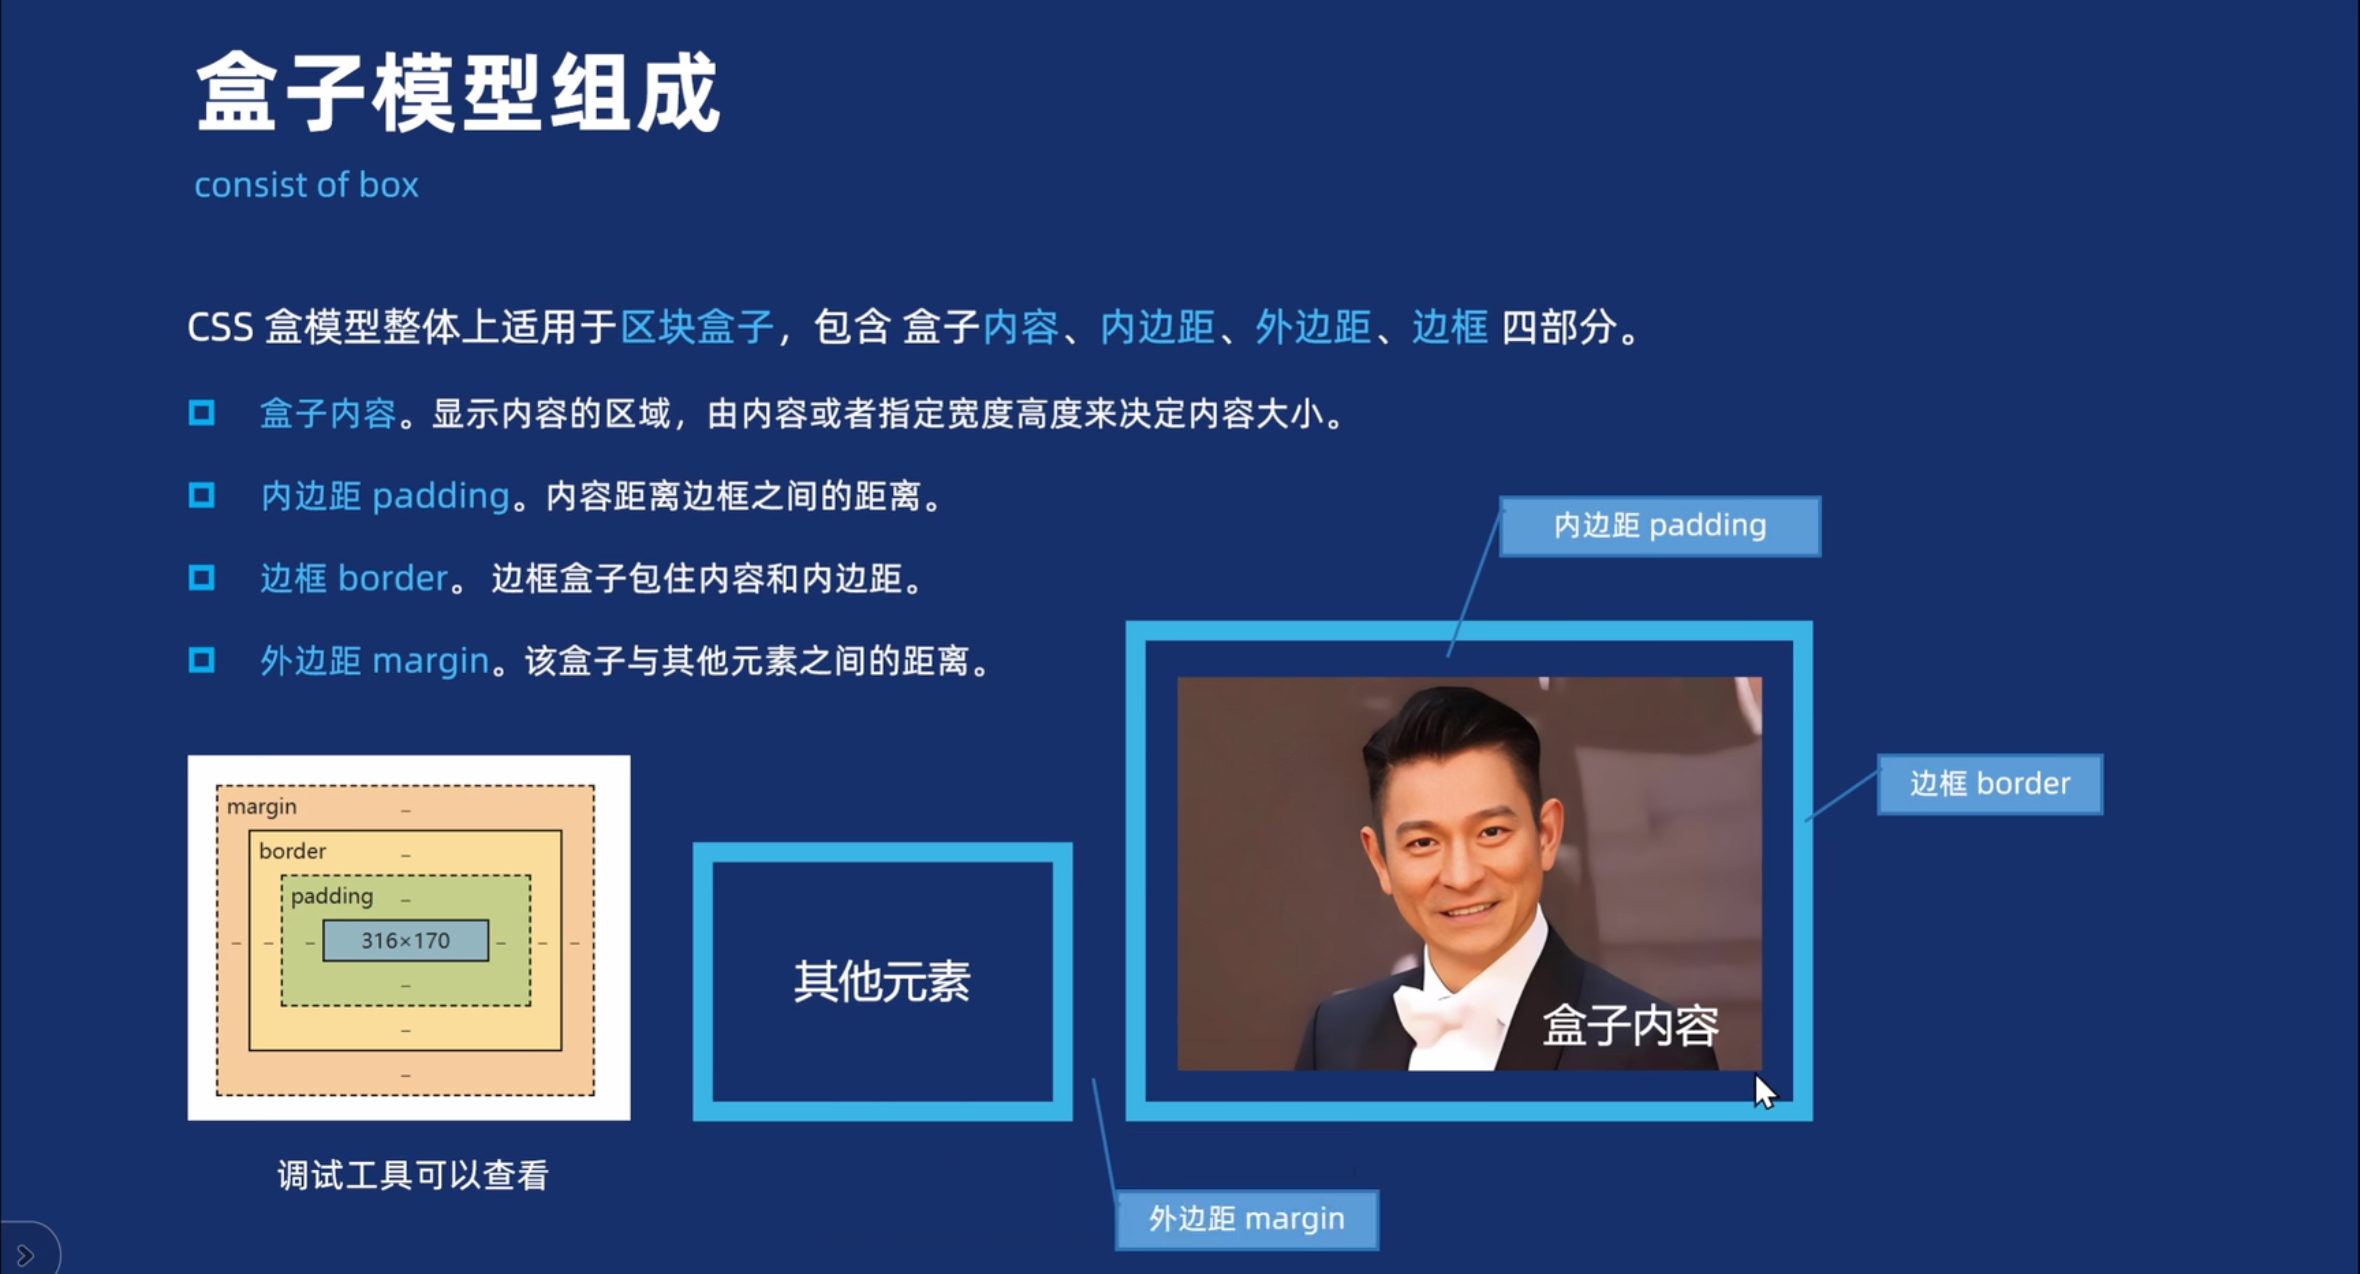 盒子模型组成
consist of box
CSS 盒模型整体上适用于区块盒子，包含 盒子内容、内边距、外边距、边框 四部分。
盒子内容。显示内容的区域，由内容或者指定宽度高度来决定内容大小。
内边距 padding。内容距离边框之间的距离。
边框 border。 边框盒子包住内容和内边距。
外边距 margin。该盒子与其他元素之间的距离。
margin
–
border
–
padding
–
– – – 316×170 – – –
–
–
–
调试工具可以查看
其他元素
内边距 padding
边框 border
盒子内容
外边距 margin